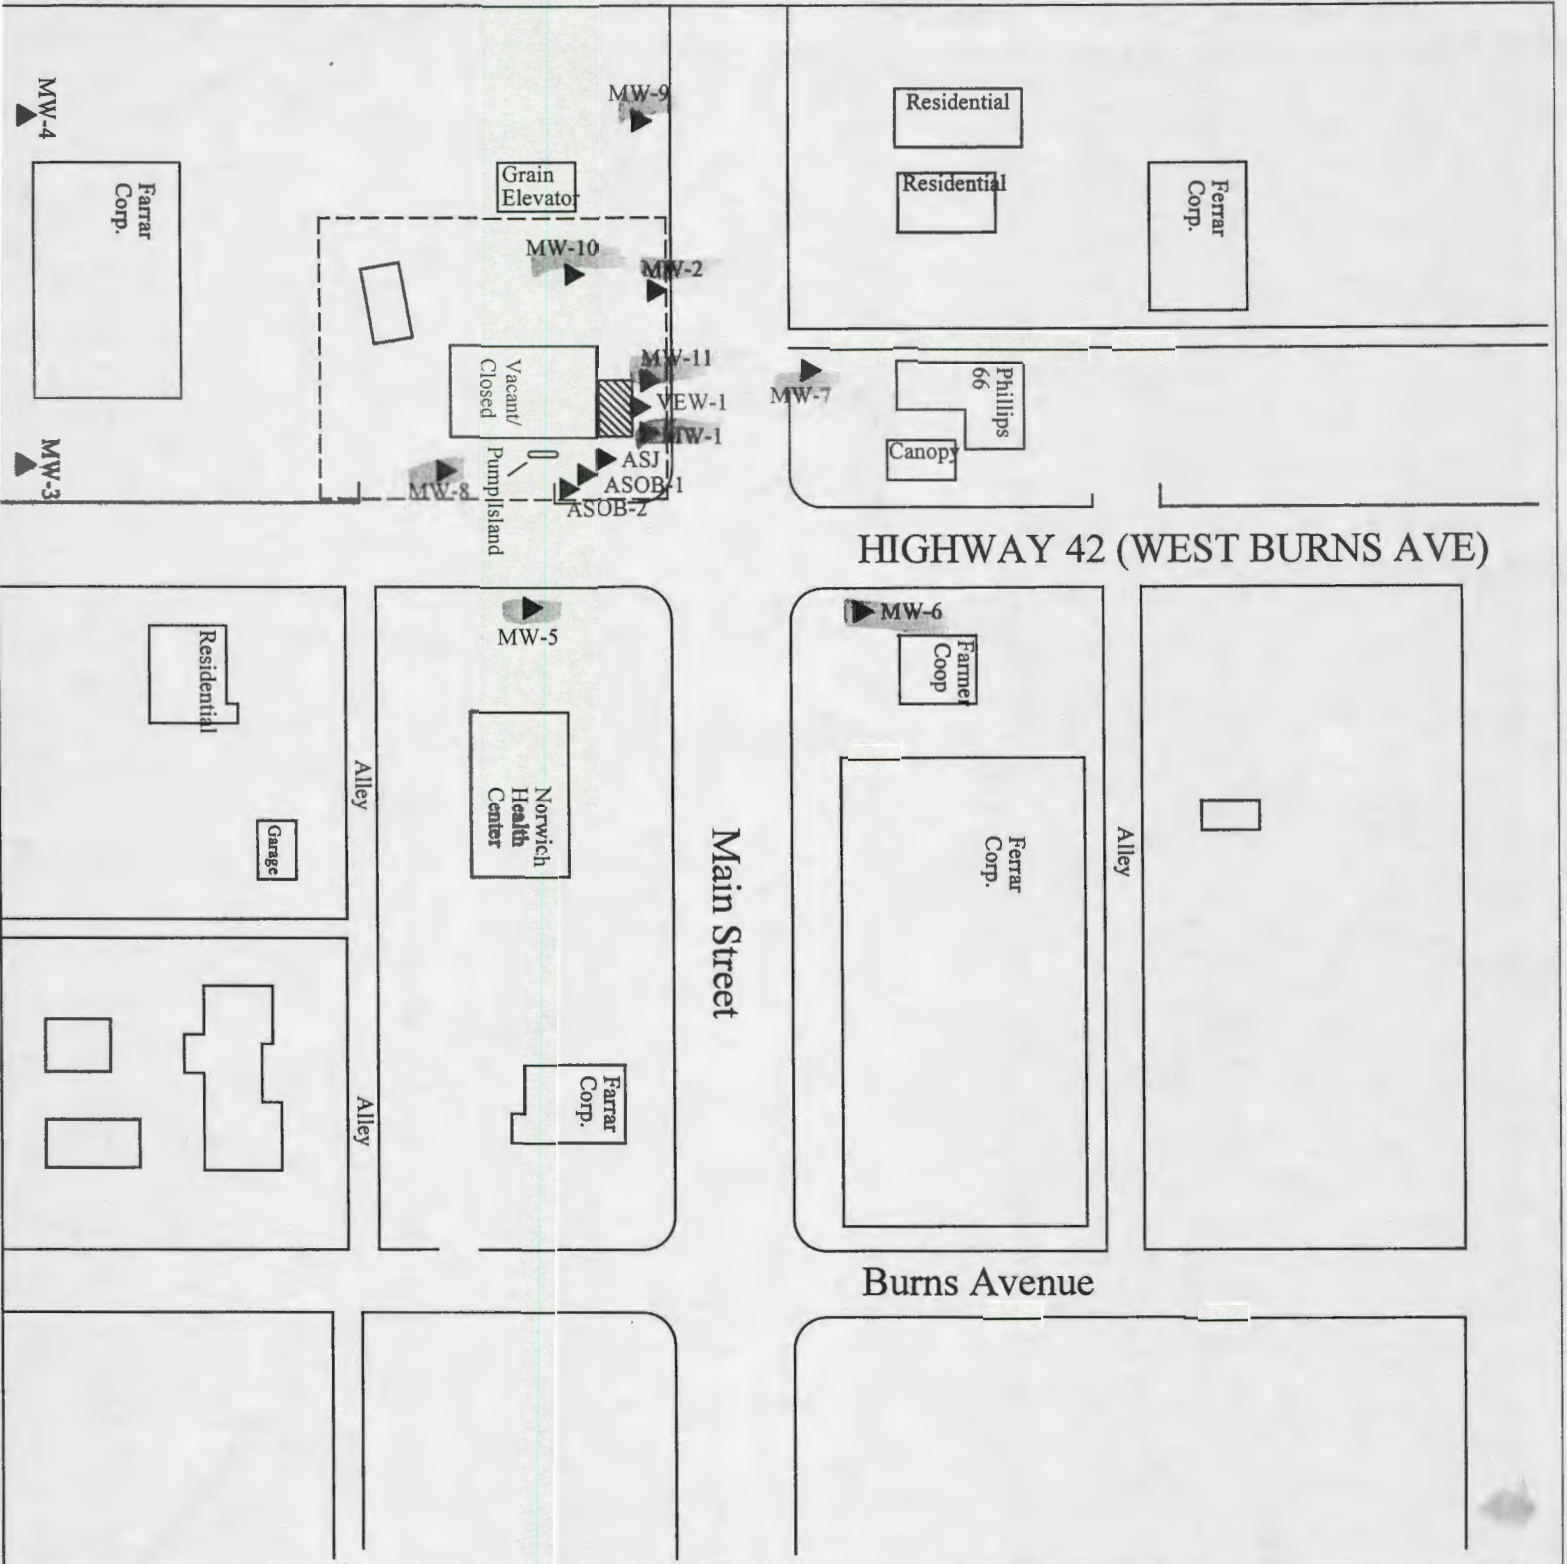 MW-4
MW-9
Residential
Grain
Elevator
Residential
Farrar
Corp.
Ferrar
Corp.
MW-10
MW-2
MW-11
Vacant/
Closed
VEW-1
MW-7
Phillips
66
MW-1
MW-3
Canopy
ASJ
MW-8
Pump Island
ASOB-1
ASOB-2
HIGHWAY 42 (WEST BURNS AVE)
MW-5
MW-6
Residential
Farmer
Coop
Alley
Norwich
Health
Center
Garage
Main Street
Ferrar
Corp.
Alley
Alley
Farrar
Corp.
Burns Avenue